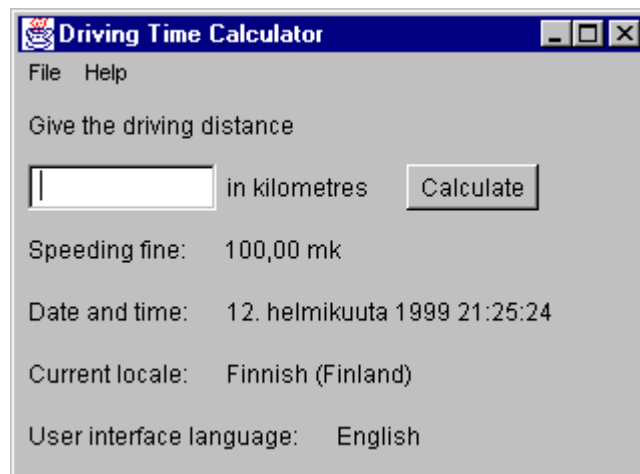 Driving Time Calculator
File Help
Give the driving distance
in kilometres Calculate
Speeding fine: 100,00 mk
Date and time: 12. helmikuuta 1999 21:25:24
Current locale: Finnish (Finland)
User interface language: English